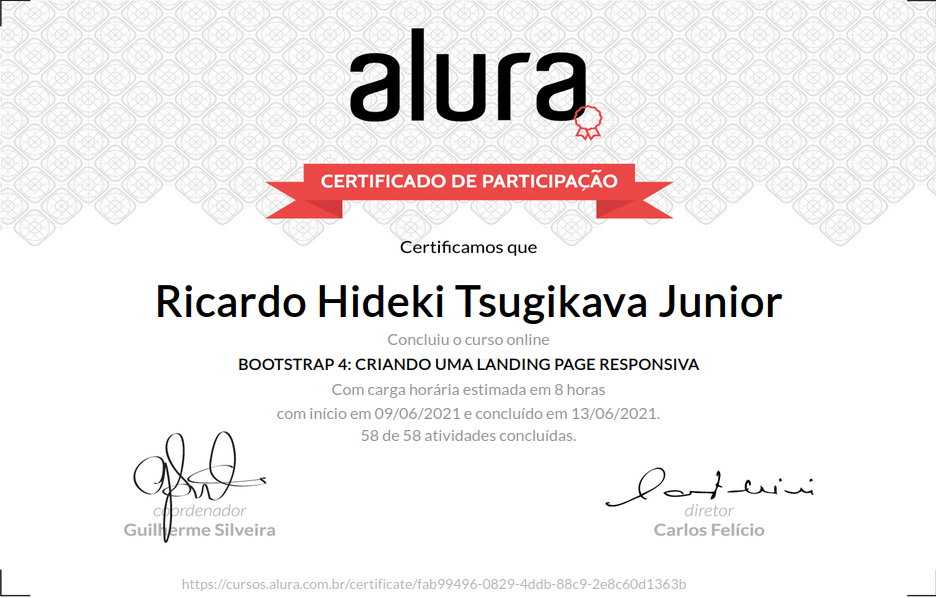 alura
CERTIFICADO DE PARTICIPAÇÃO
Certificamos que
Ricardo Hideki Tsugikava Junior
Concluiu o curso online
BOOTSTRAP 4: CRIANDO UMA LANDING PAGE RESPONSIVA
Com carga horária estimada em 8 horas
com início em 09/06/2021 e concluído em 13/06/2021.
58 de 58 atividades concluídas.
coordenador
Guilherme Silveira
diretor
Carlos Felício
https://cursos.alura.com.br/certificate/fab99496-0829-4ddb-88c9-2e8c60d1363b